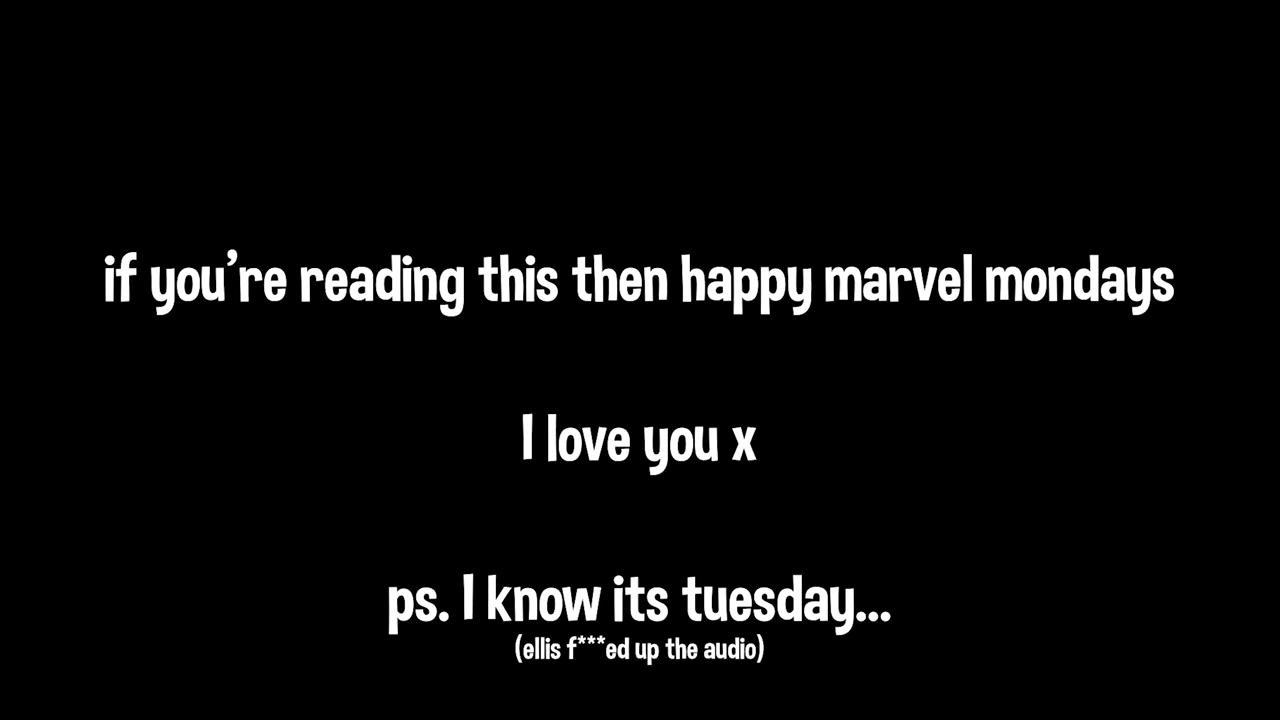 if you’re reading this then happy marvel mondays
I love you x
ps. I know its tuesday...
(ellis f***ed up the audio)